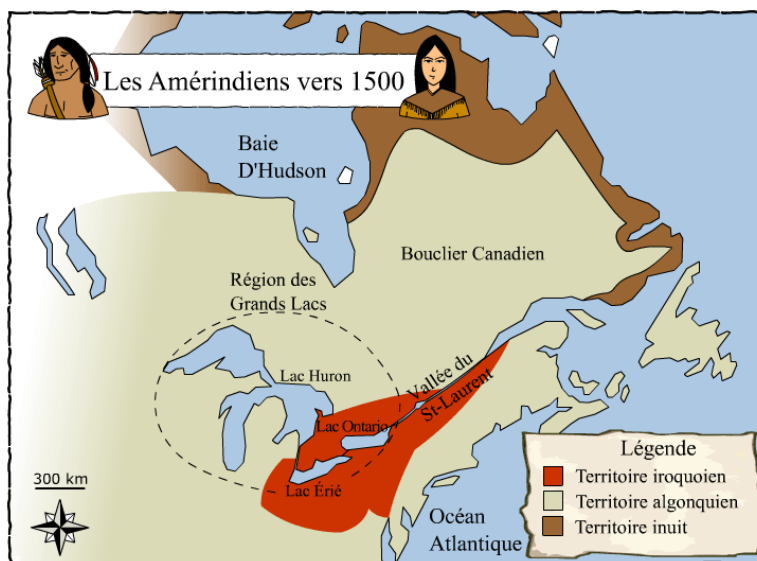 Les Amérindiens vers 1500
Baie
D'Hudson
Bouclier Canadien
Région des
Grands Lacs
Lac Huron
Vallée du
St-Laurent
Lac Ontario
Lac Érié
300 km
Océan
Atlantique
Légende
Territoire iroquoien
Territoire algonquien
Territoire inuit